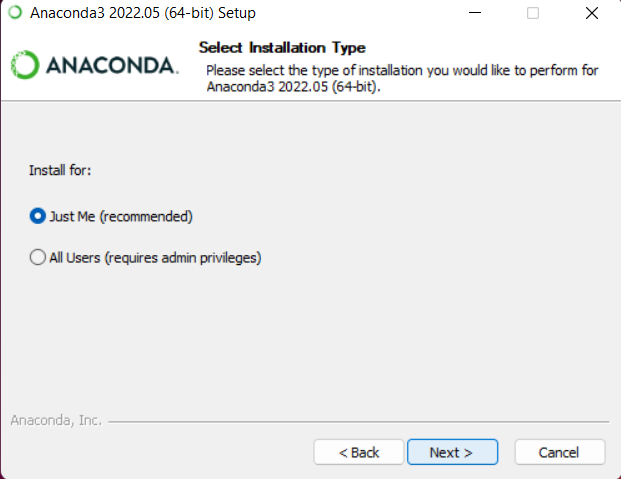 Anaconda3 2022.05 (64-bit) Setup
ANACONDA.
Select Installation Type
Please select the type of installation you would like to perform for
Anaconda3 2022.05 (64-bit).
Install for:
Just Me (recommended)
All Users (requires admin privileges)
Anaconda, Inc.
< Back
Next >
Cancel